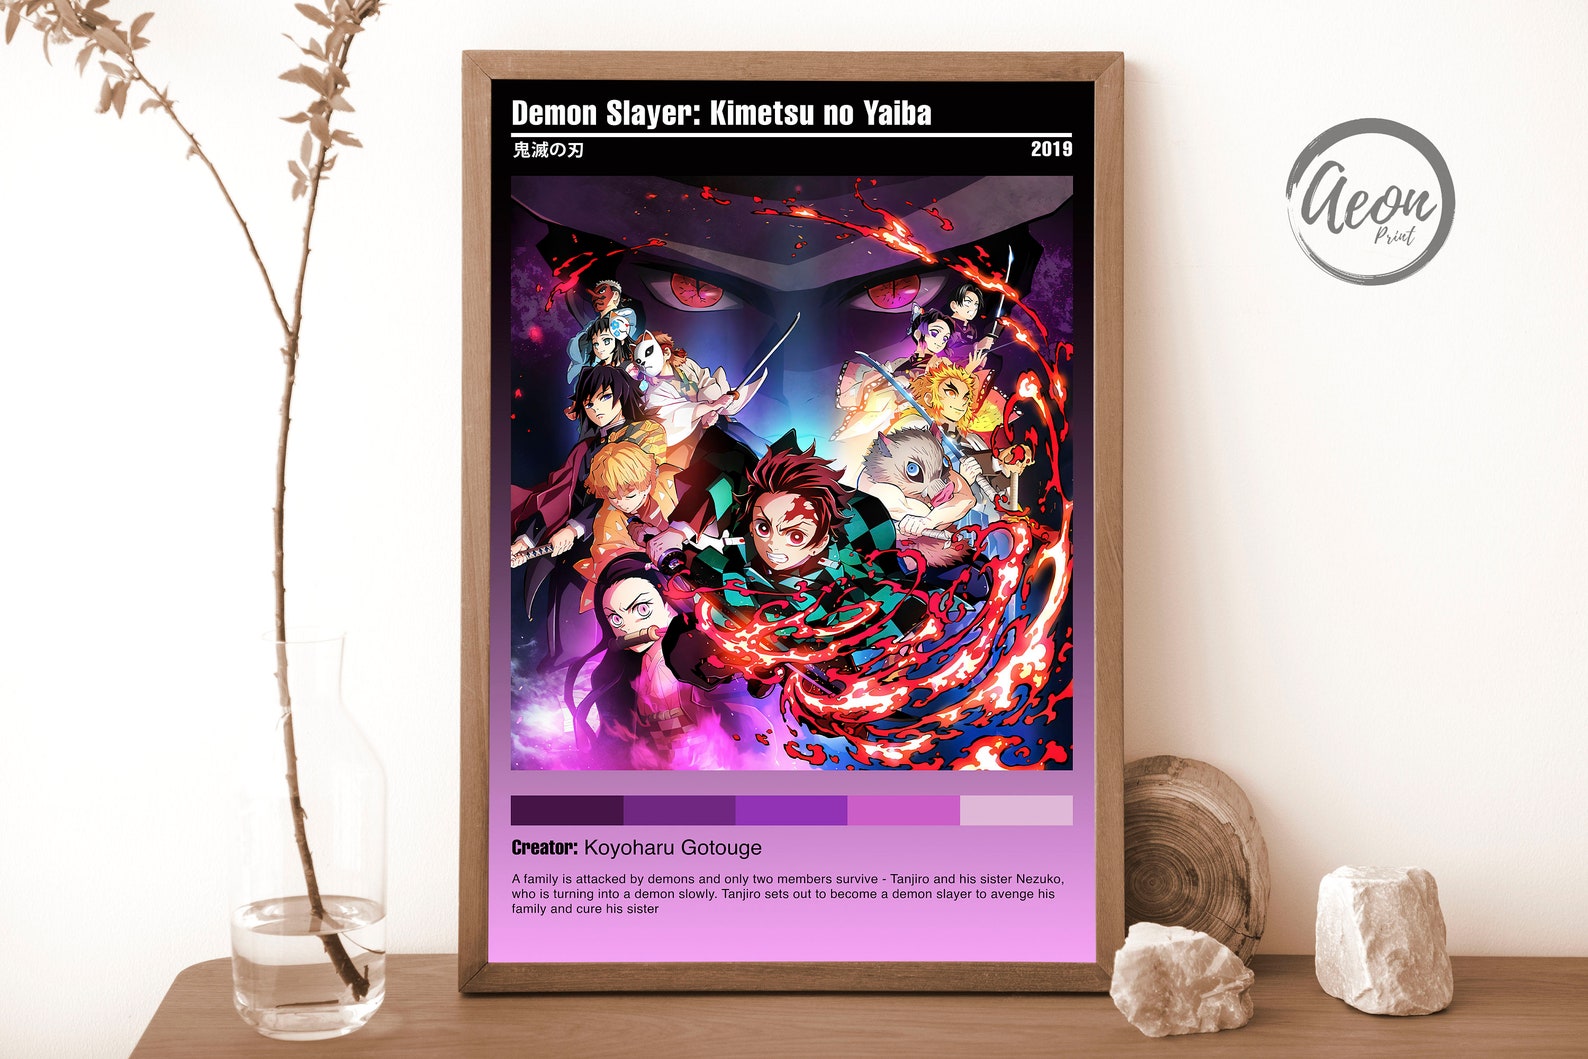 Demon Slayer: Kimetsu no Yaiba
鬼滅の刃
2019
Aeon
Print
Creator: Koyoharu Gotouge
A family is attacked by demons and only two members survive - Tanjiro and his sister Nezuko,
who is turning into a demon slowly. Tanjiro sets out to become a demon slayer to avenge his
family and cure his sister